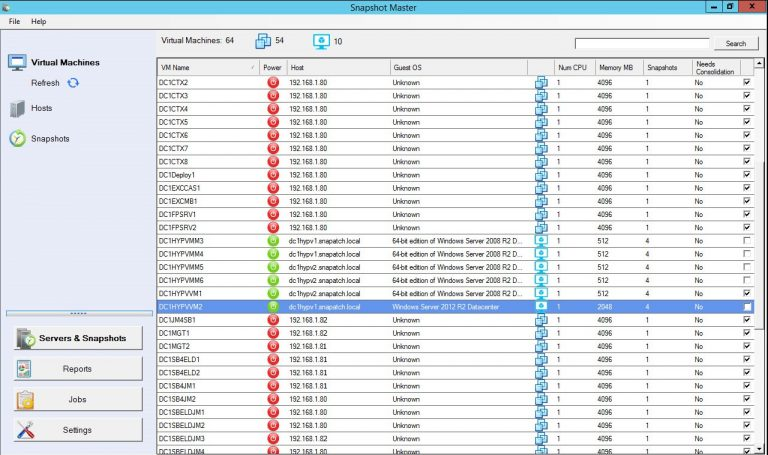 Snapshot Master
File Help
Virtual Machines
Refresh
Hosts
Snapshots
Servers & Snapshots
Reports
Jobs
Settings
Virtual Machines: 64 54 10 Search
VM Name Power Host Guest OS Num CPU Memory MB Snapshots Needs Consolidation
DC1CTX2 192.168.1.80 Unknown 1 4096 1 No
DC1CTX3 192.168.1.80 Unknown 1 4096 1 No
DC1CTX4 192.168.1.80 Unknown 1 4096 1 No
DC1CTX5 192.168.1.80 Unknown 1 4096 1 No
DC1CTX6 192.168.1.80 Unknown 1 4096 1 No
DC1CTX7 192.168.1.80 Unknown 1 4096 1 No
DC1CTX8 192.168.1.80 Unknown 1 4096 1 No
DC1Deploy1 192.168.1.80 Unknown 1 4096 1 No
DC1EXCCAS1 192.168.1.80 Unknown 1 4096 1 No
DC1EXCMB1 192.168.1.80 Unknown 1 4096 1 No
DC1FPSRV1 192.168.1.80 Unknown 1 4096 1 No
DC1FPSRV2 192.168.1.80 Unknown 1 4096 1 No
DC1HYPVMM3 dc1hypv1.snapatch.local 64-bit edition of Windows Server 2008 R2 D... 1 512 4 No
DC1HYPVMM4 dc1hypv1.snapatch.local 64-bit edition of Windows Server 2008 R2 D... 1 512 4 No
DC1HYPVMM5 dc1hypv2.snapatch.local 64-bit edition of Windows Server 2008 R2 D... 1 512 4 No
DC1HYPVMM6 dc1hypv2.snapatch.local 64-bit edition of Windows Server 2008 R2 D... 1 512 4 No
DC1HYPVVM1 dc1hypv2.snapatch.local 64-bit edition of Windows Server 2008 R2 D... 1 512 4 No
DC1HYPVVM2 dc1hypv1.snapatch.local Windows Server 2012 R2 Datacenter 1 2048 4 No
DC1JM4SB1 192.168.1.82 Unknown 1 4096 1 No
DC1MGT1 192.168.1.82 Unknown 1 4096 1 No
DC1MGT2 192.168.1.81 Unknown 1 4096 1 No
DC1SB4ELD1 192.168.1.81 Unknown 1 4096 1 No
DC1SB4ELD2 192.168.1.80 Unknown 1 4096 1 No
DC1SB4JM1 192.168.1.81 Unknown 1 4096 1 No
DC1SB4JM2 192.168.1.80 Unknown 1 4096 1 No
DC1SBELDJM1 192.168.1.82 Unknown 1 4096 1 No
DC1SBELDJM2 192.168.1.80 Unknown 1 4096 1 No
DC1SBELDJM3 192.168.1.82 Unknown 1 4096 1 No
DC1SBELDJM4 192.168.1.80 Unknown 1 4096 1 No